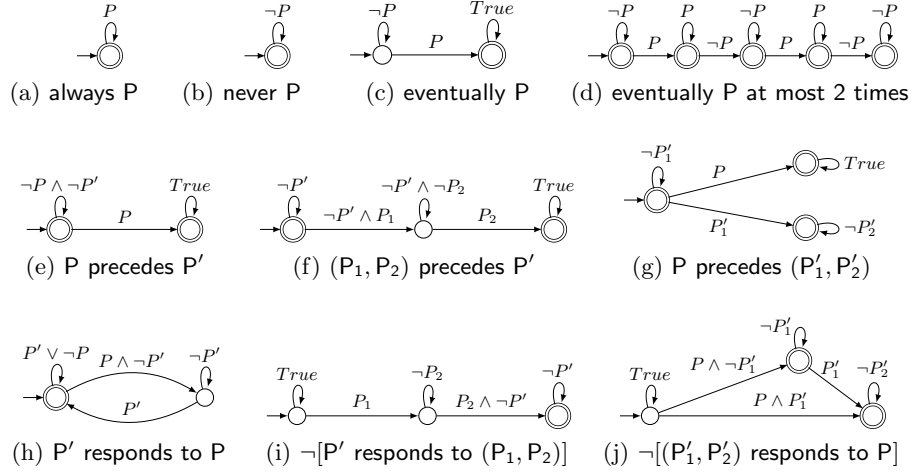 P
(a) always P
¬P
(b) never P
¬P P True
(c) eventually P
¬P P ¬P P ¬P
P ¬P P ¬P
(d) eventually P at most 2 times
¬P ∧ ¬P′ P True
(e) P precedes P′
¬P′ ¬P′ ∧ P₁ ¬P′ ∧ ¬P₂ P₂ True
(f) (P₁, P₂) precedes P′
¬P′₁ P True
P′₁ ¬P′₂
(g) P precedes (P′₁, P′₂)
P′ ∨ ¬P P ∧ ¬P′ ¬P′
P′
(h) P′ responds to P
True P₁ ¬P₂ P₂ ∧ ¬P′ ¬P′
(i) ¬[P′ responds to (P₁, P₂)]
¬P′₁
True P ∧ ¬P′₁ P′₁ ¬P′₂
P ∧ P′₁
(j) ¬[(P′₁, P′₂) responds to P]